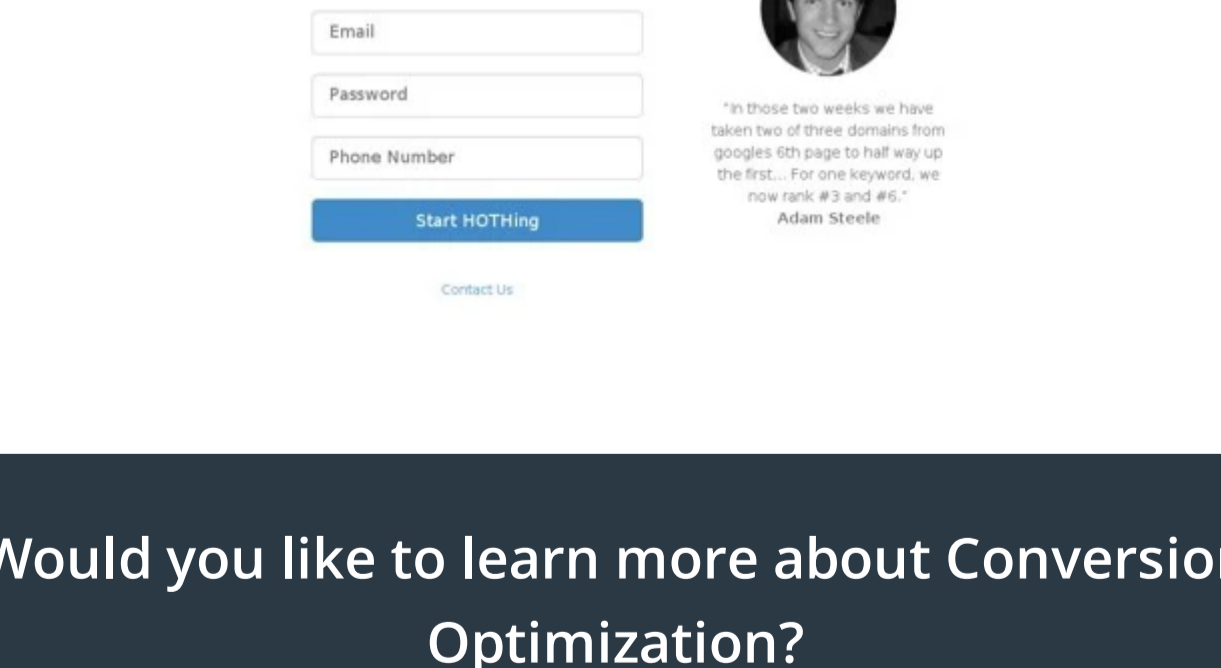 Email
Password
Phone Number
Start HOTHing
Contact Us
"In those two weeks we have
taken two of three domains from
googles 6th page to half way up
the first... For one keyword, we
now rank #3 and #6."
Adam Steele
Would you like to learn more about Conversion
Optimization?